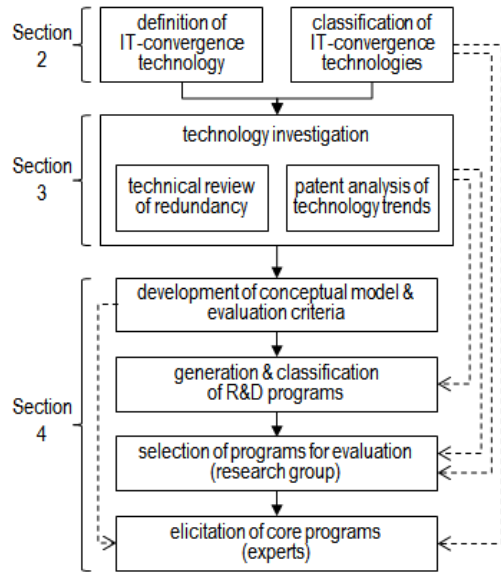 Section
2
definition of
IT-convergence
technology
classification of
IT-convergence
technologies
Section
3
technology investigation
technical review
of redundancy
patent analysis of
technology trends
Section
4
development of conceptual model &
evaluation criteria
generation & classification
of R&D programs
selection of programs for evaluation
(research group)
elicitation of core programs
(experts)